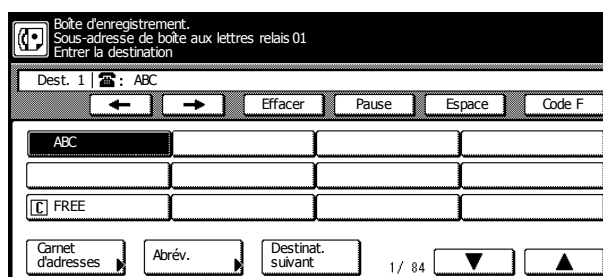 Boîte d'enregistrement.
Sous-adresse de boîte aux lettres relais 01
Entrer la destination
Dest. 1 ☎: ABC
Effacer Pause Espace Code F
ABC
C FREE
Carnet d'adresses
Abrév.
Destinat. suivant
1/ 84